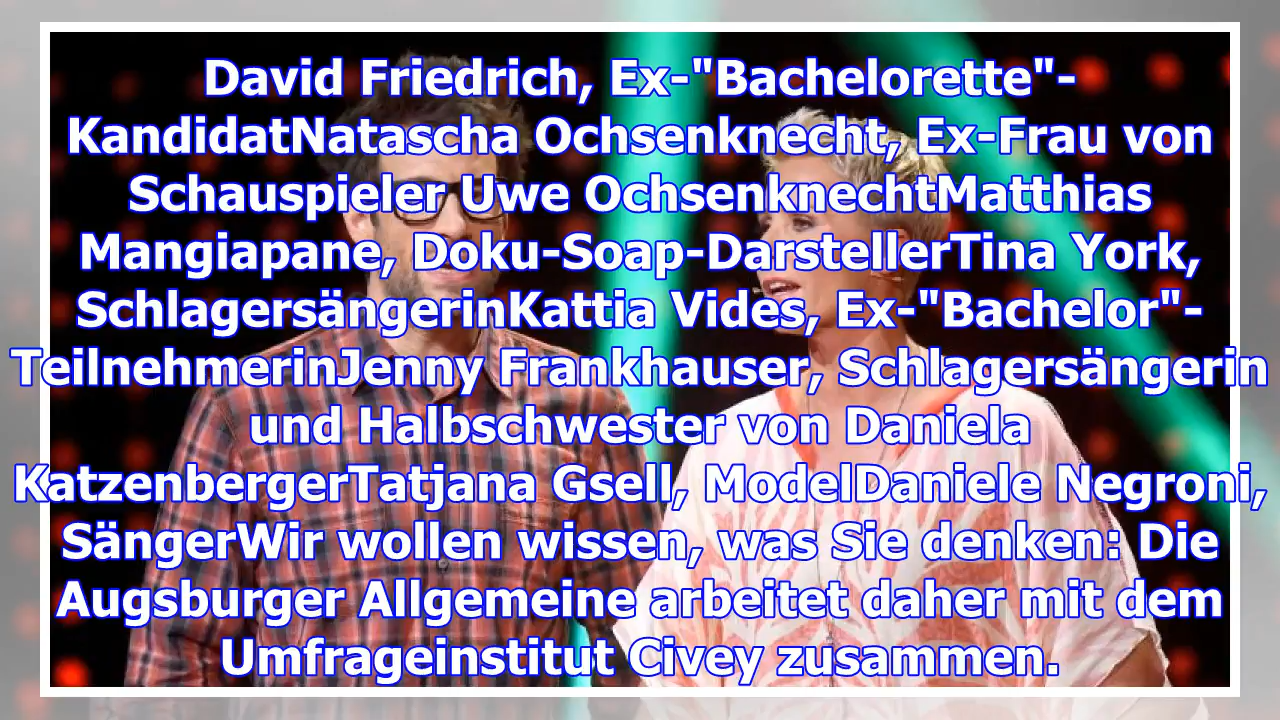 David Friedrich, Ex-"Bachelorette"-
KandidatNatascha Ochsenknecht, Ex-Frau von
Schauspieler Uwe OchsenknechtMatthias
Mangiapane, Doku-Soap-DarstellerTina York,
SchlagersängerinKattia Vides, Ex-"Bachelor"-
TeilnehmerinJenny Frankhauser, Schlagersängerin
und Halbschwester von Daniela
KatzenbergerTatjana Gsell, ModelDaniele Negroni,
SängerWir wollen wissen, was Sie denken: Die
Augsburger Allgemeine arbeitet daher mit dem
Umfrageinstitut Civey zusammen.